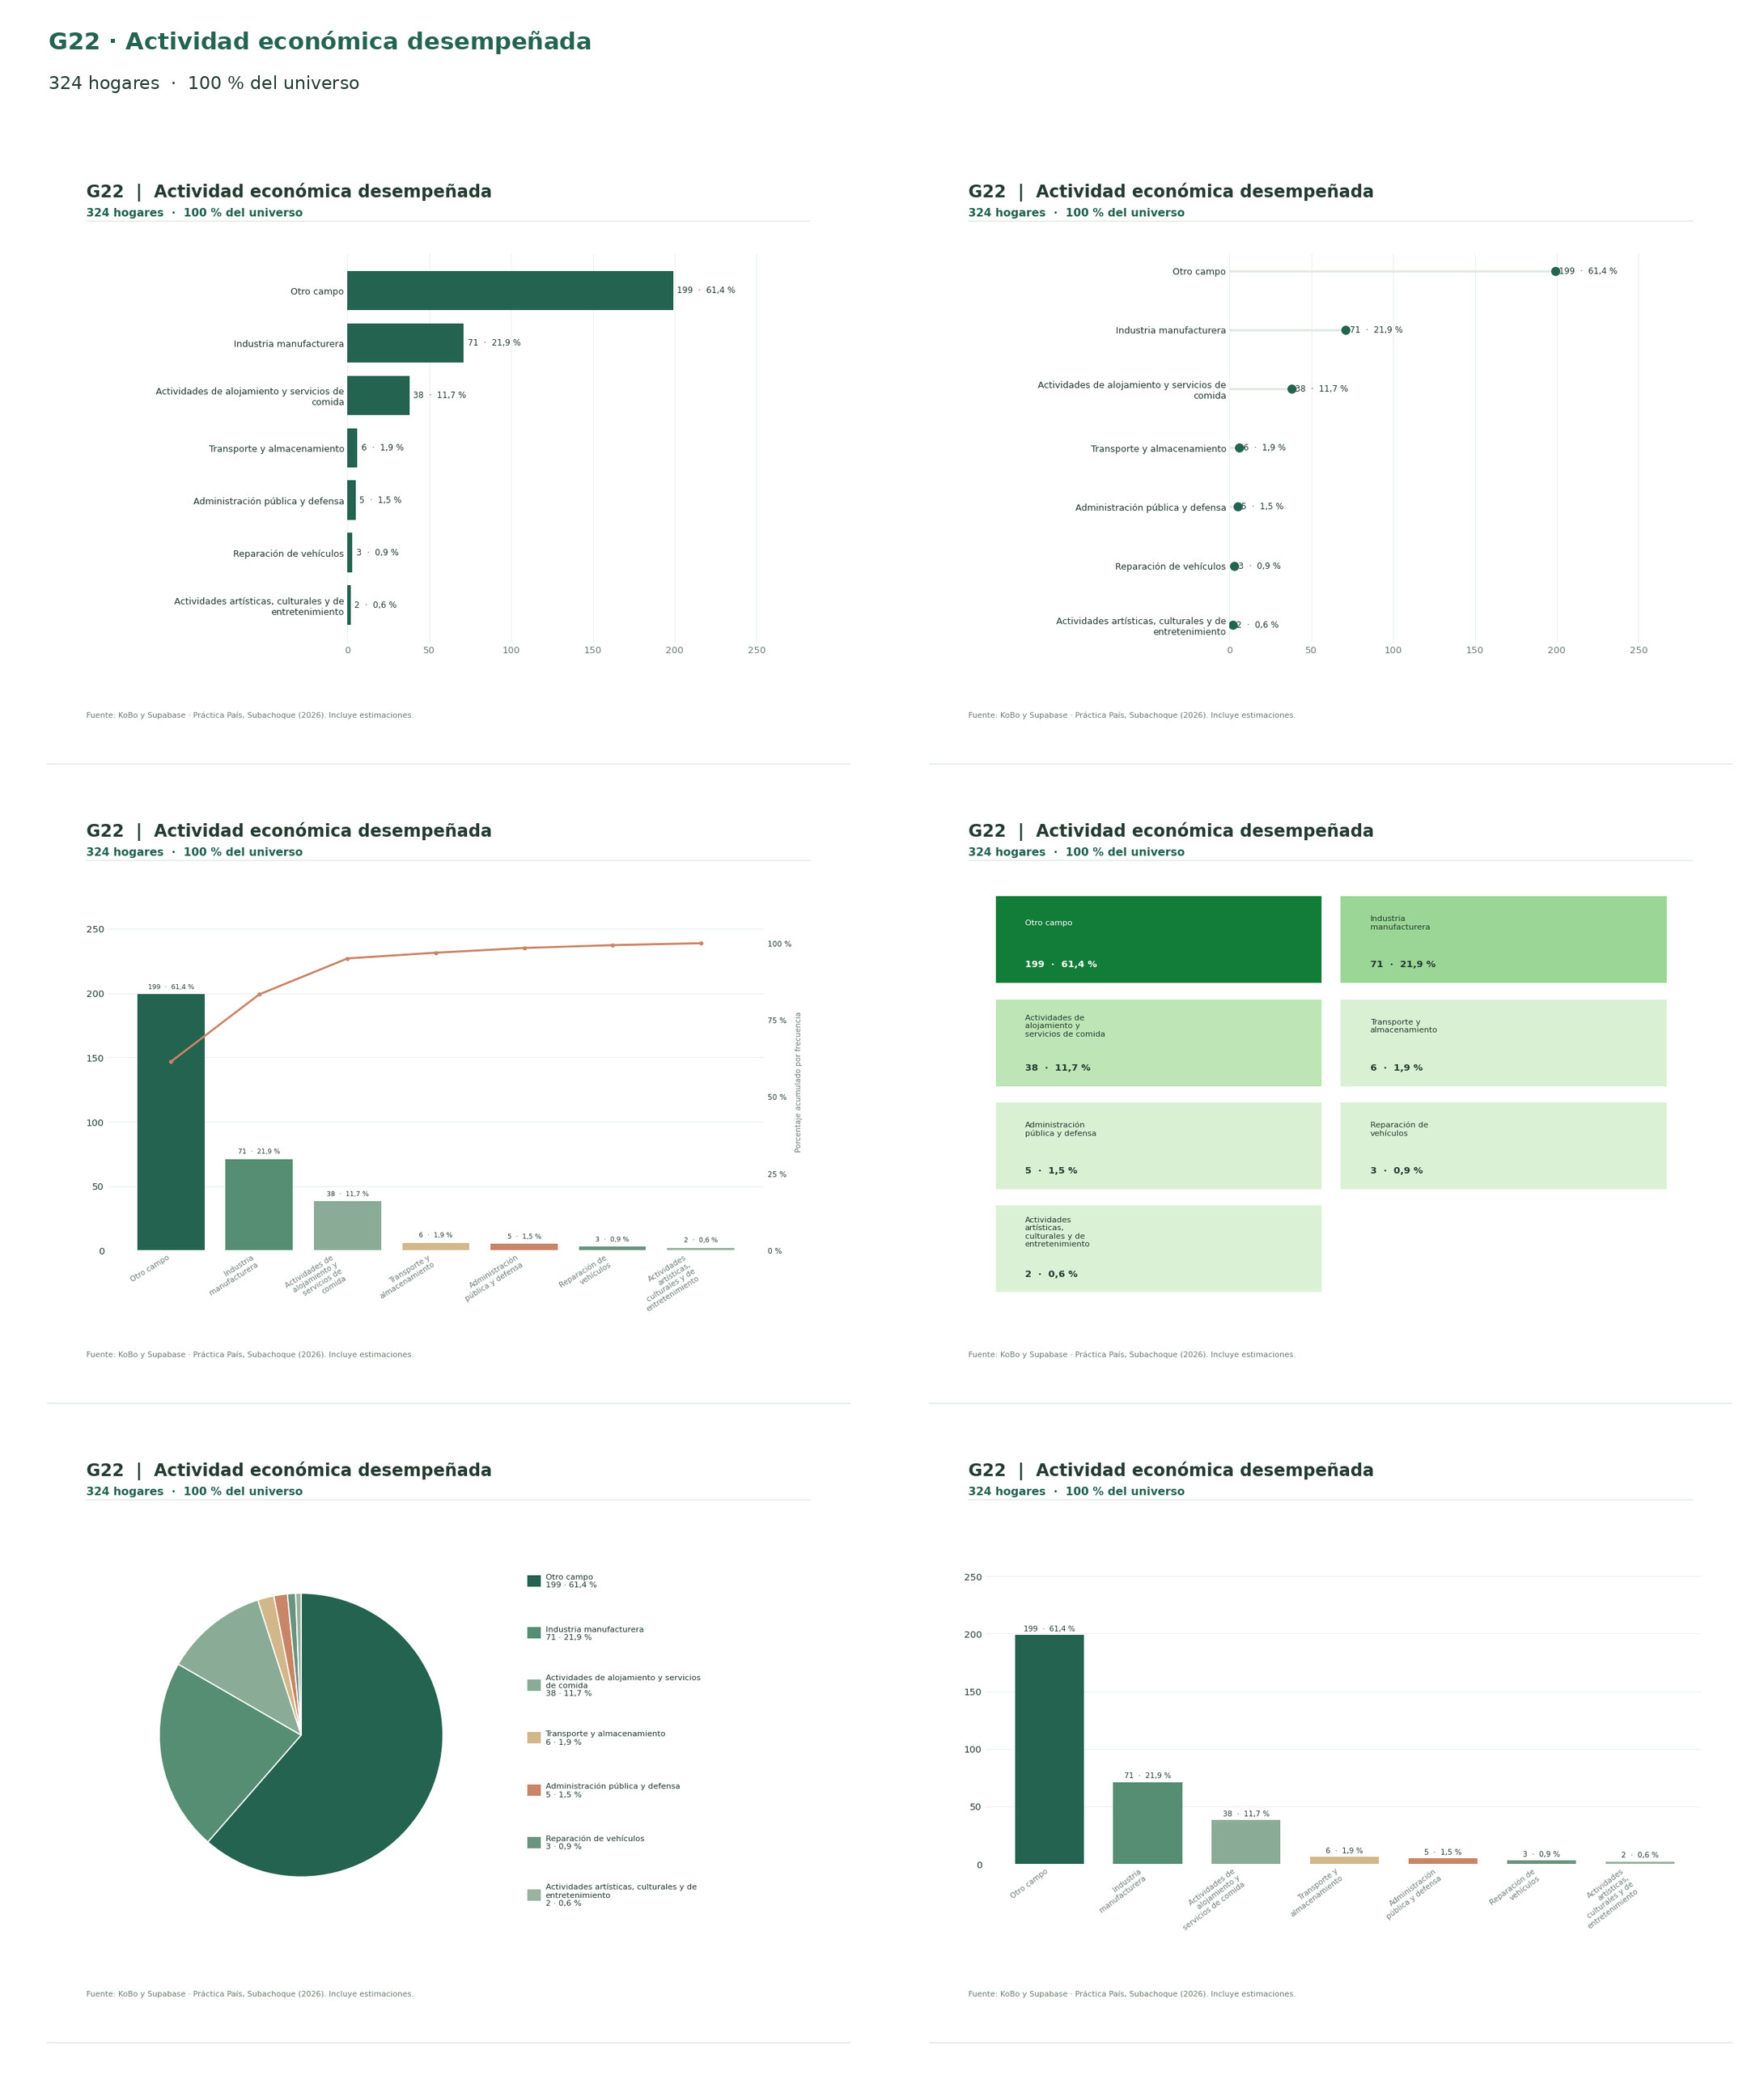 G22 · Actividad económica desempeñada
324 hogares · 100 % del universo
G22 | Actividad económica desempeñada
324 hogares · 100 % del universo
Otro campo
199 · 61,4 %
Industria manufacturera
71 · 21,9 %
Actividades de alojamiento y servicios de
comida
38 · 11,7 %
Transporte y almacenamiento
6 · 1,9 %
Administración pública y defensa
5 · 1,5 %
Reparación de vehículos
3 · 0,9 %
Actividades artísticas, culturales y de
entretenimiento
2 · 0,6 %
0 50 100 150 200 250
Fuente: KoBo y Supabase · Práctica País, Subachoque (2026). Incluye estimaciones.
G22 | Actividad económica desempeñada
324 hogares · 100 % del universo
Otro campo
199 · 61,4 %
Industria manufacturera
71 · 21,9 %
Actividades de alojamiento y servicios de
comida
38 · 11,7 %
Transporte y almacenamiento
6 · 1,9 %
Administración pública y defensa
5 · 1,5 %
Reparación de vehículos
3 · 0,9 %
Actividades artísticas, culturales y de
entretenimiento
2 · 0,6 %
0 50 100 150 200 250
Fuente: KoBo y Supabase · Práctica País, Subachoque (2026). Incluye estimaciones.
G22 | Actividad económica desempeñada
324 hogares · 100 % del universo
250
200
150
100
50
0
199 · 61,4 %
71 · 21,9 %
38 · 11,7 %
6 · 1,9 %
5 · 1,5 %
3 · 0,9 %
2 · 0,6 %
100 %
75 %
50 %
25 %
0 %
Porcentaje acumulado por frecuencia
Otro campo
Industria
manufacturera
Actividades de
alojamiento y
servicios de
comida
Transporte y
almacenamiento
Administración
pública y defensa
Reparación de
vehículos
Actividades
artísticas,
culturales y de
entretenimiento
Fuente: KoBo y Supabase · Práctica País, Subachoque (2026). Incluye estimaciones.
G22 | Actividad económica desempeñada
324 hogares · 100 % del universo
Otro campo
199 · 61,4 %
Industria
manufacturera
71 · 21,9 %
Actividades de
alojamiento y
servicios de comida
38 · 11,7 %
Transporte y
almacenamiento
6 · 1,9 %
Administración
pública y defensa
5 · 1,5 %
Reparación de
vehículos
3 · 0,9 %
Actividades
artísticas,
culturales y de
entretenimiento
2 · 0,6 %
Fuente: KoBo y Supabase · Práctica País, Subachoque (2026). Incluye estimaciones.
G22 | Actividad económica desempeñada
324 hogares · 100 % del universo
Otro campo
199 · 61,4 %
Industria manufacturera
71 · 21,9 %
Actividades de alojamiento y servicios
de comida
38 · 11,7 %
Transporte y almacenamiento
6 · 1,9 %
Administración pública y defensa
5 · 1,5 %
Reparación de vehículos
3 · 0,9 %
Actividades artísticas, culturales y de
entretenimiento
2 · 0,6 %
Fuente: KoBo y Supabase · Práctica País, Subachoque (2026). Incluye estimaciones.
G22 | Actividad económica desempeñada
324 hogares · 100 % del universo
250
200
150
100
50
0
199 · 61,4 %
71 · 21,9 %
38 · 11,7 %
6 · 1,9 %
5 · 1,5 %
3 · 0,9 %
2 · 0,6 %
Otro campo
Industria
manufacturera
Actividades de
alojamiento y
servicios de comida
Transporte y
almacenamiento
Administración
pública y defensa
Reparación de
vehículos
Actividades
artísticas,
culturales y de
entretenimiento
Fuente: KoBo y Supabase · Práctica País, Subachoque (2026). Incluye estimaciones.